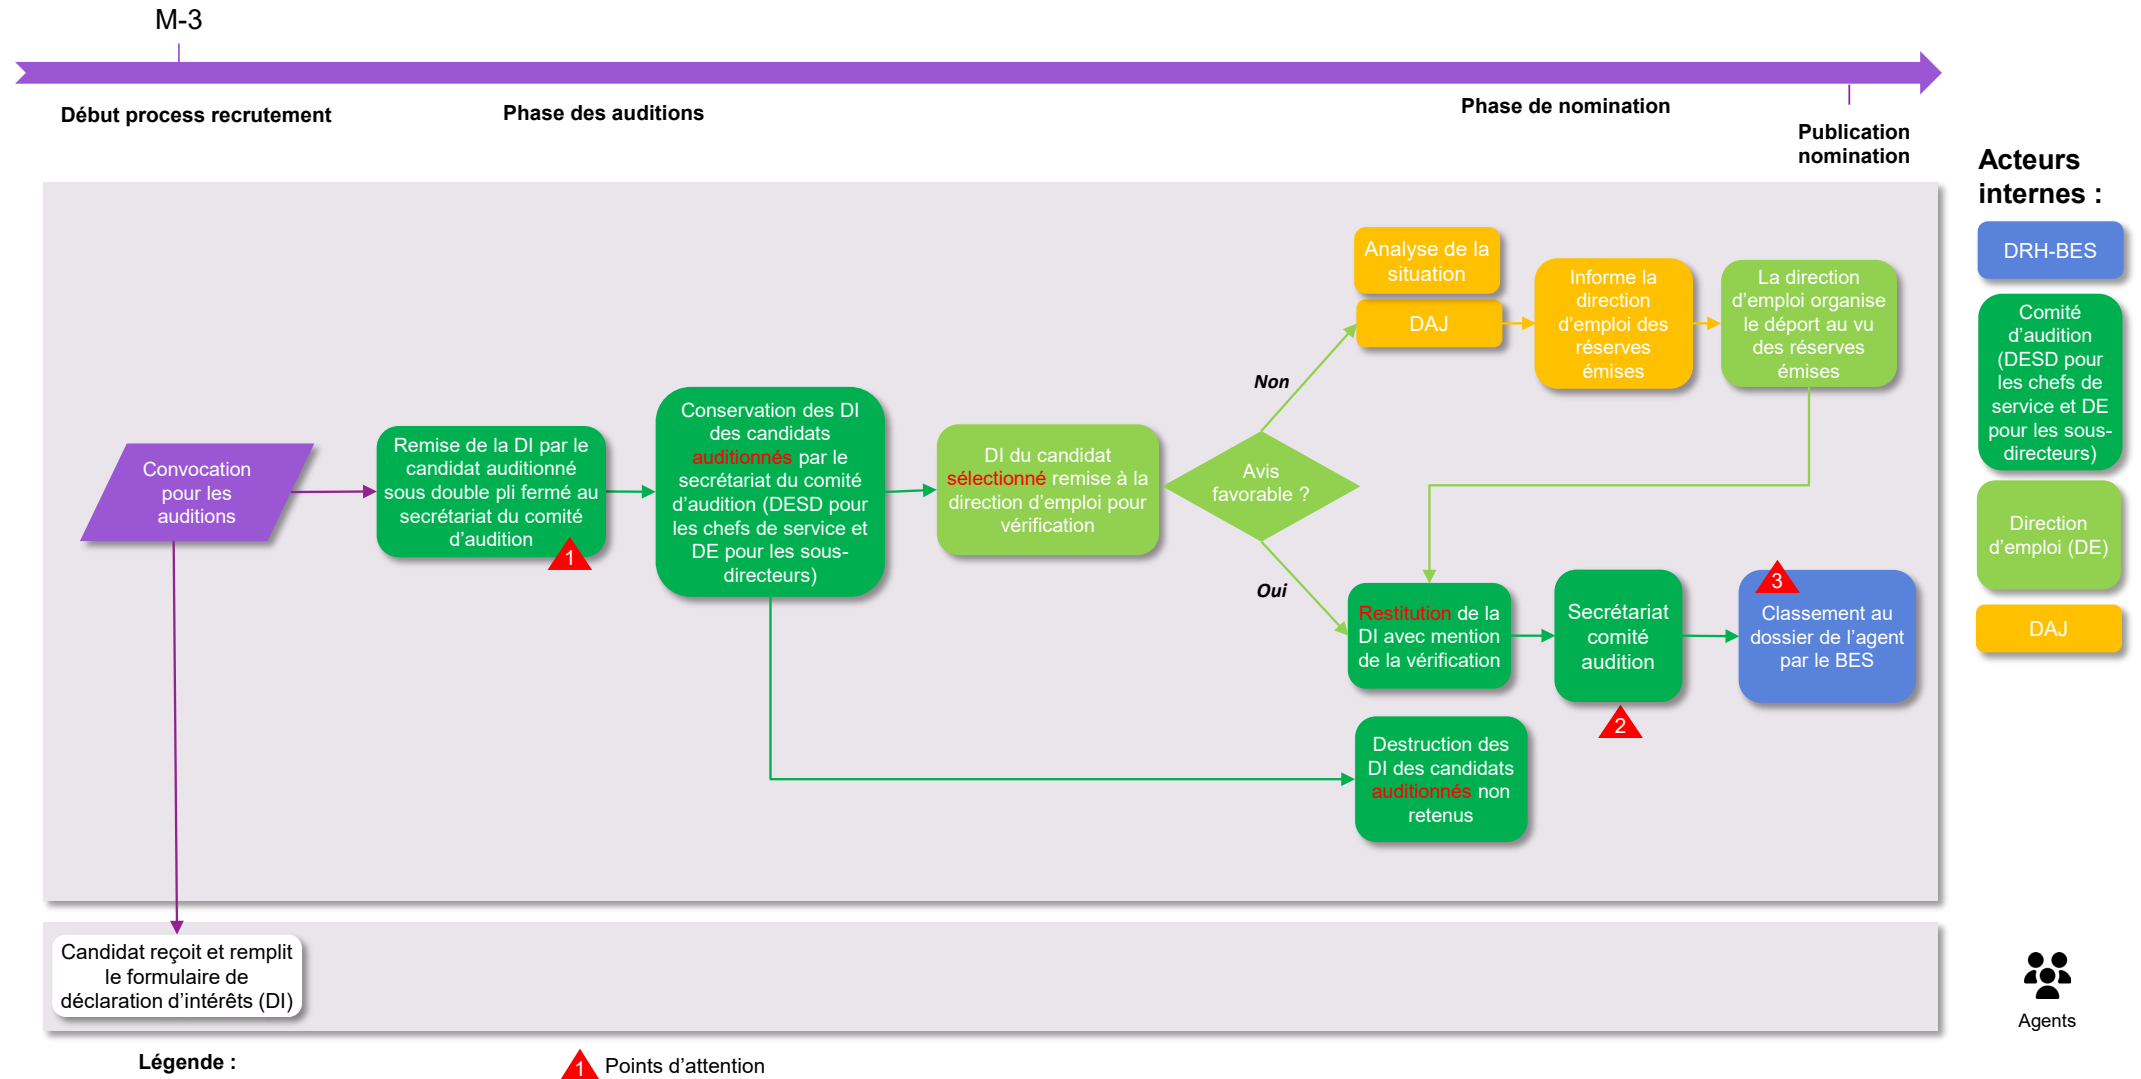 M-3
Début process recrutement
Phase des auditions
Phase de nomination
Publication
nomination
Acteurs
internes :
DRH-BES
Comité
d’audition
(DESD pour
les chefs de
service et DE
pour les sous-
directeurs)
Direction
d’emploi (DE)
DAJ
Analyse de la
situation
DAJ
Informe la
direction
d’emploi des
réserves
émises
La direction
d’emploi organise
le déport au vu
des réserves
émises
Non
Convocation
pour les
auditions
Remise de la DI par le
candidat auditionné
sous double pli fermé au
secrétariat du comité
d’audition
1
Conservation des DI
des candidats
auditionnés par le
secrétariat du comité
d’audition (DESD pour
les chefs de service et
DE pour les sous-
directeurs)
DI du candidat
sélectionné remise à la
direction d’emploi pour
vérification
Avis
favorable ?
Oui
Restitution de la
DI avec mention
de la vérification
Secrétariat
comité
audition
2
3
Classement au
dossier de l’agent
par le BES
Destruction des
DI des candidats
auditionnés non
retenus
Candidat reçoit et remplit
le formulaire de
déclaration d’intérêts (DI)
Agents
Légende :
1 Points d’attention